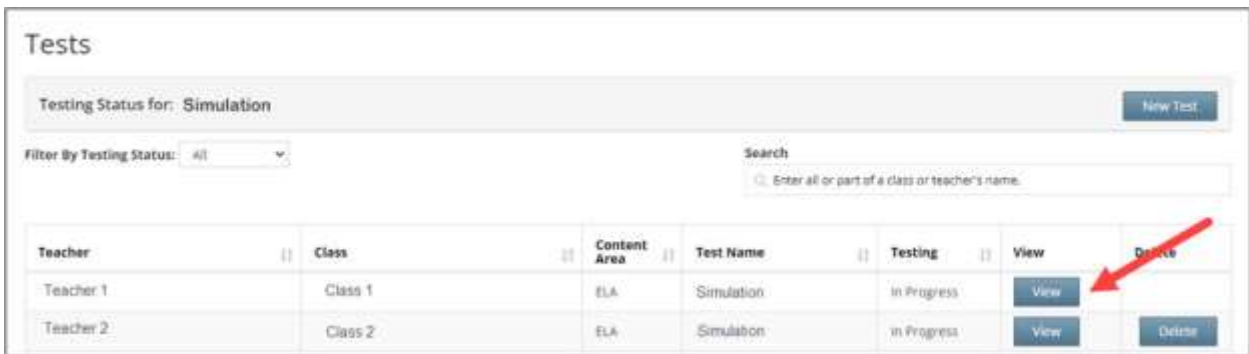 Tests
Testing Status for: Simulation
New Test
Filter By Testing Status: All
Search
Enter all or part of a class or teacher's name.
Teacher Class Content Area Test Name Testing View Delete
Teacher 1 Class 1 ELA Simulation In Progress View
Teacher 2 Class 2 ELA Simulation In Progress View Delete